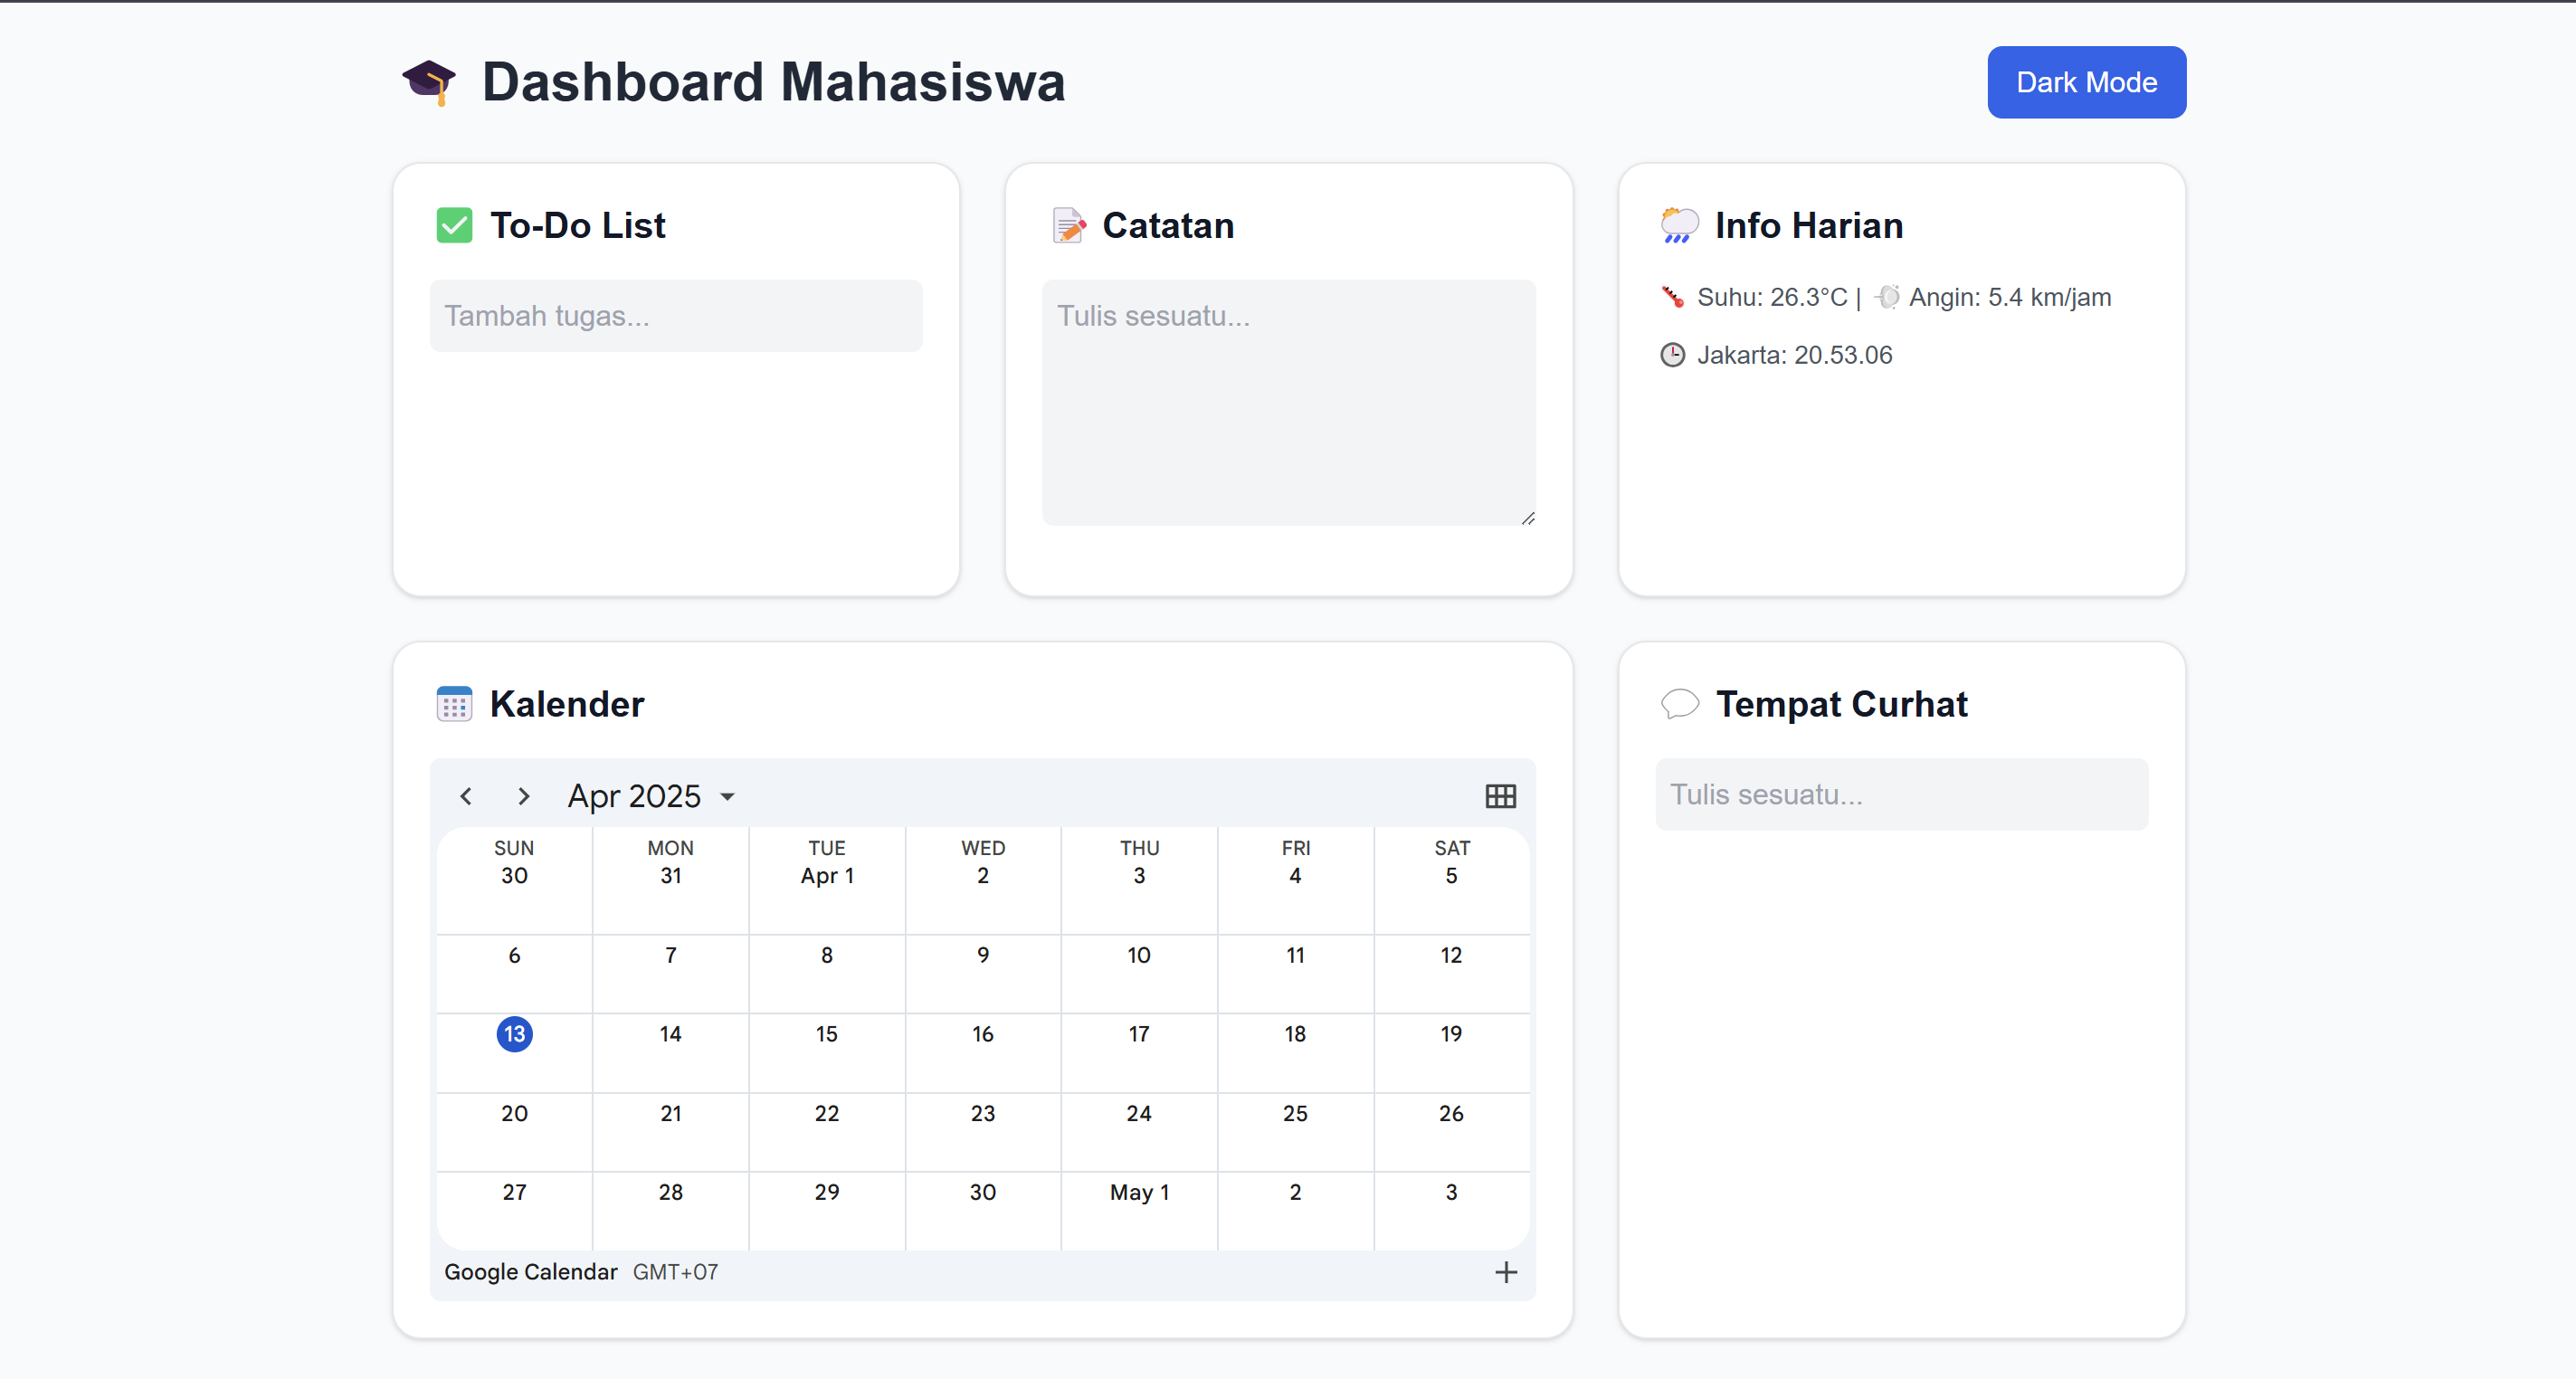 Dashboard Mahasiswa
Dark Mode
To-Do List
Tambah tugas...
Catatan
Tulis sesuatu...
Info Harian
Suhu: 26.3°C | Angin: 5.4 km/jam
Jakarta: 20.53.06
Kalender
Apr 2025
SUN MON TUE WED THU FRI SAT
30 31 Apr 1 2 3 4 5
6 7 8 9 10 11 12
13 14 15 16 17 18 19
20 21 22 23 24 25 26
27 28 29 30 May 1 2 3
Google Calendar GMT+07
Tempat Curhat
Tulis sesuatu...